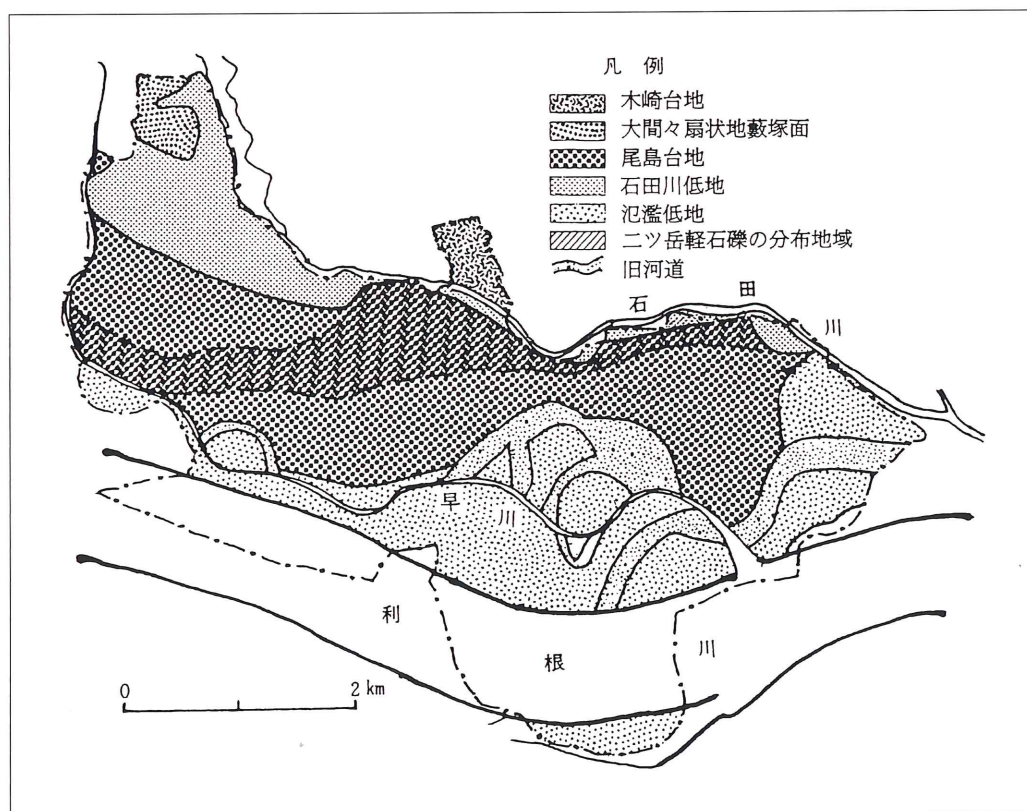 凡例
木崎台地
大間々扇状地藪塚面
尾島台地
石田川低地
氾濫低地
二ツ岳軽石礫の分布地域
旧河道
石田川
早川
利根川
0 2 km